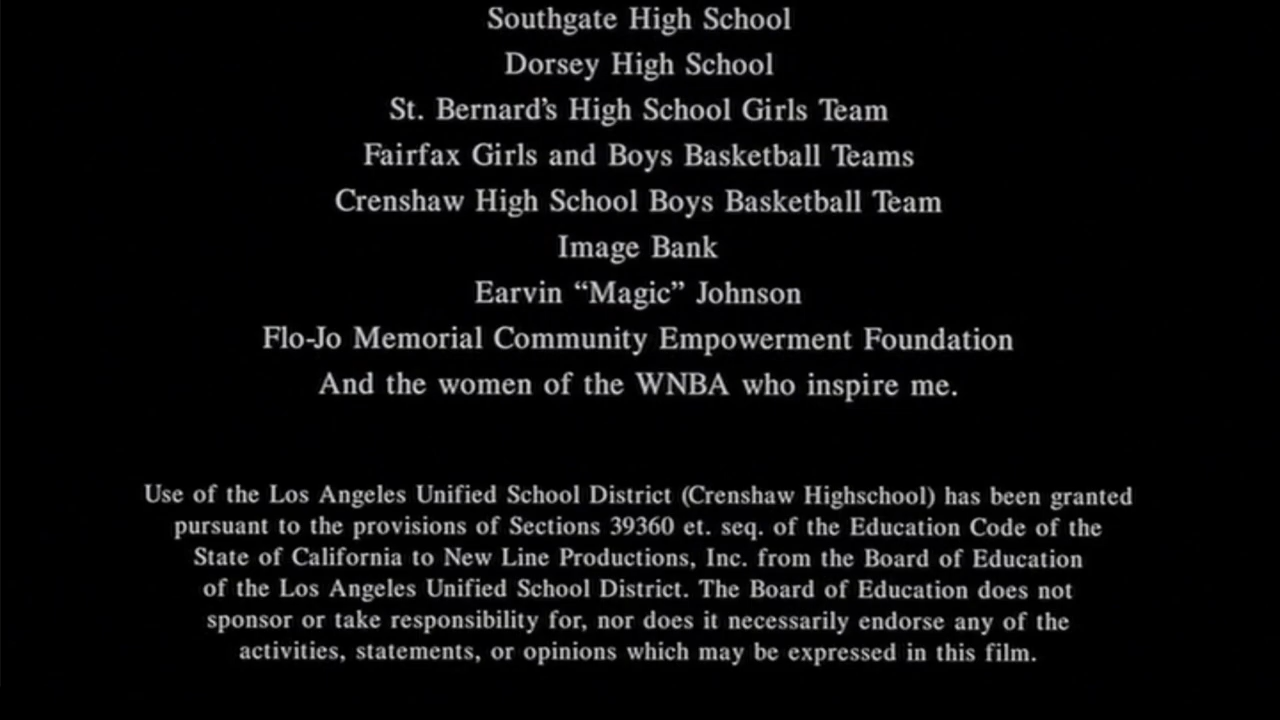 Southgate High School
Dorsey High School
St. Bernard's High School Girls Team
Fairfax Girls and Boys Basketball Teams
Crenshaw High School Boys Basketball Team
Image Bank
Earvin “Magic” Johnson
Flo-Jo Memorial Community Empowerment Foundation
And the women of the WNBA who inspire me.
Use of the Los Angeles Unified School District (Crenshaw Highschool) has been granted
pursuant to the provisions of Sections 39360 et. seq. of the Education Code of the
State of California to New Line Productions, Inc. from the Board of Education
of the Los Angeles Unified School District. The Board of Education does not
sponsor or take responsibility for, nor does it necessarily endorse any of the
activities, statements, or opinions which may be expressed in this film.